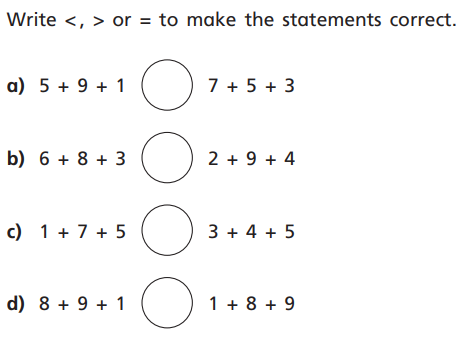 Write <, > or = to make the statements correct.
a) 5 + 9 + 1 7 + 5 + 3
b) 6 + 8 + 3 2 + 9 + 4
c) 1 + 7 + 5 3 + 4 + 5
d) 8 + 9 + 1 1 + 8 + 9